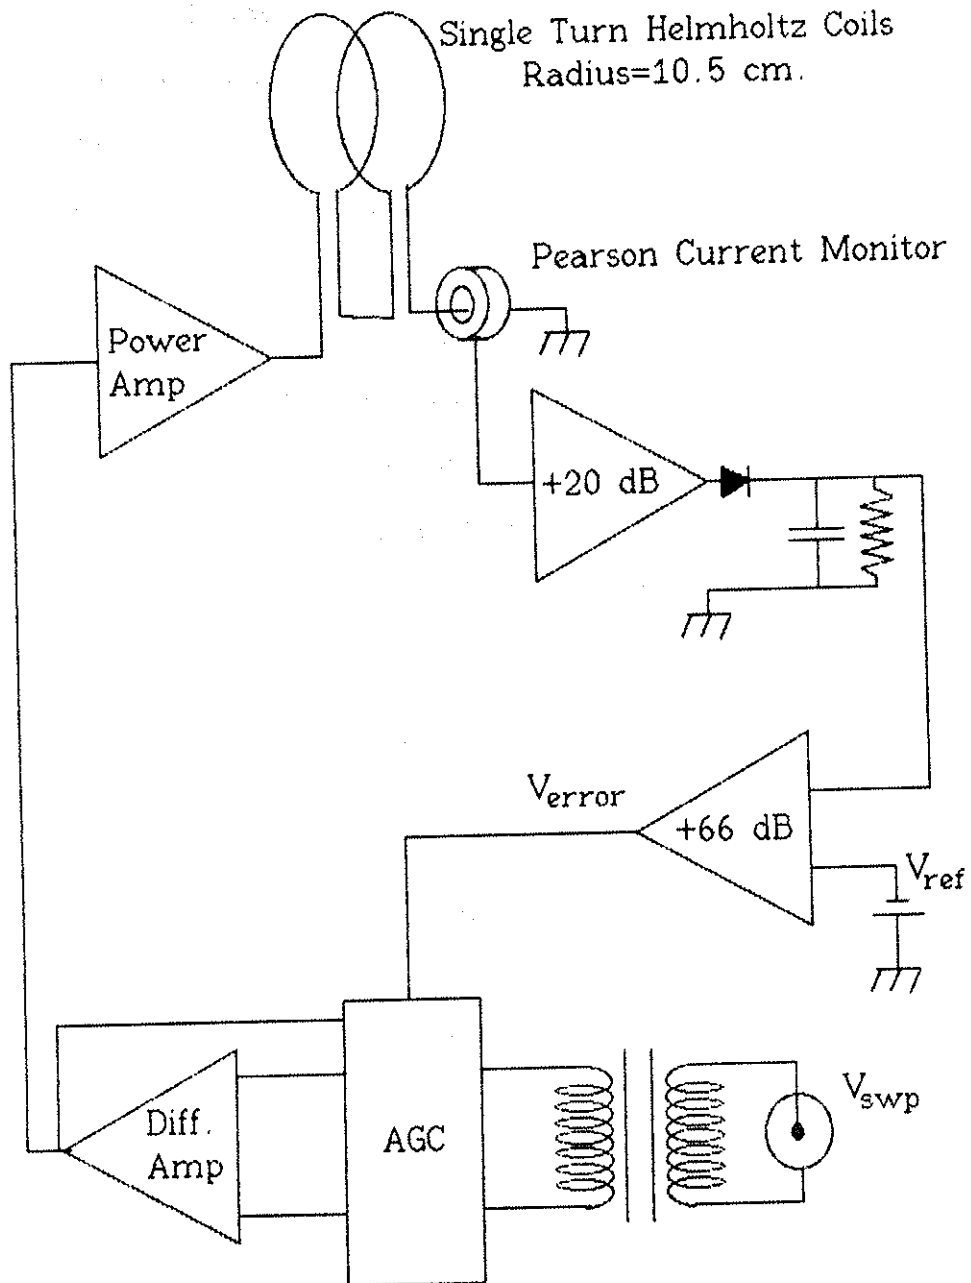 Single Turn Helmholtz Coils
Radius=10.5 cm.
Pearson Current Monitor
Power
Amp
+20 dB
Verror
+66 dB
Vref
Diff.
Amp
AGC
Vswp